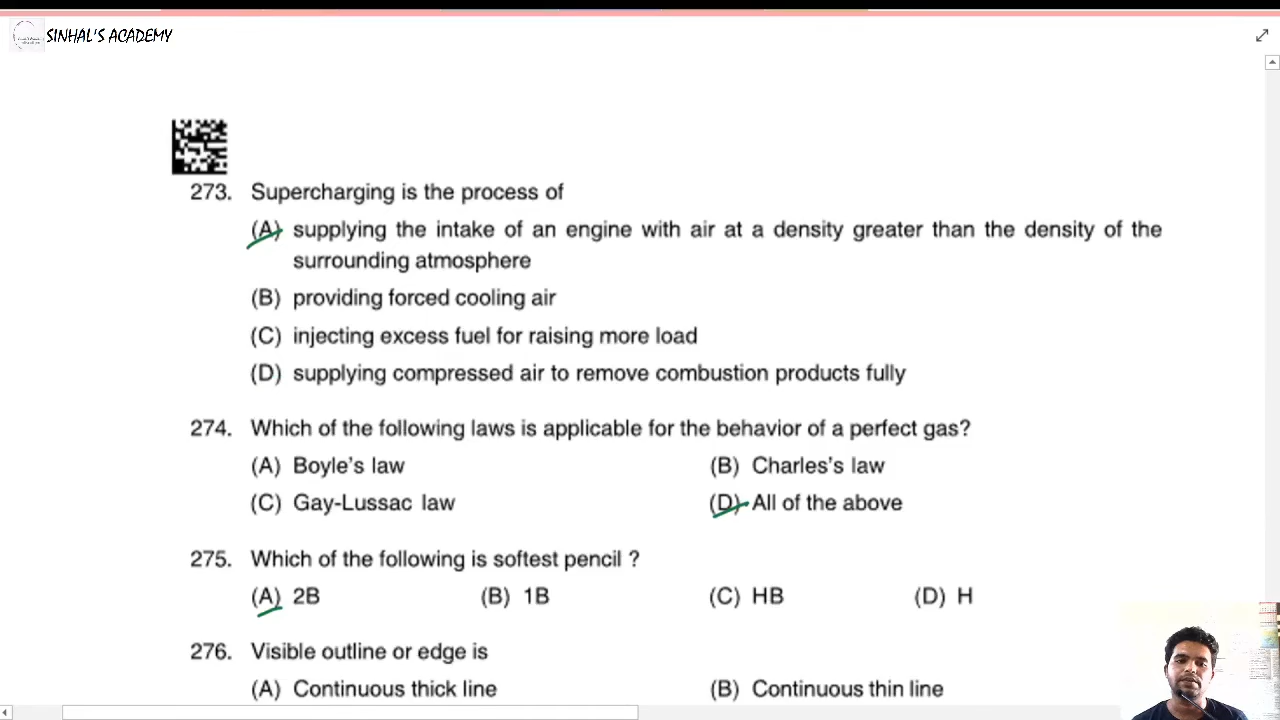 SINHAL'S ACADEMY
273. Supercharging is the process of
(A) supplying the intake of an engine with air at a density greater than the density of the
surrounding atmosphere
(B) providing forced cooling air
(C) injecting excess fuel for raising more load
(D) supplying compressed air to remove combustion products fully
274. Which of the following laws is applicable for the behavior of a perfect gas?
(A) Boyle's law (B) Charles's law
(C) Gay-Lussac law (D) All of the above
275. Which of the following is softest pencil ?
(A) 2B (B) 1B (C) HB (D) H
276. Visible outline or edge is
(A) Continuous thick line (B) Continuous thin line